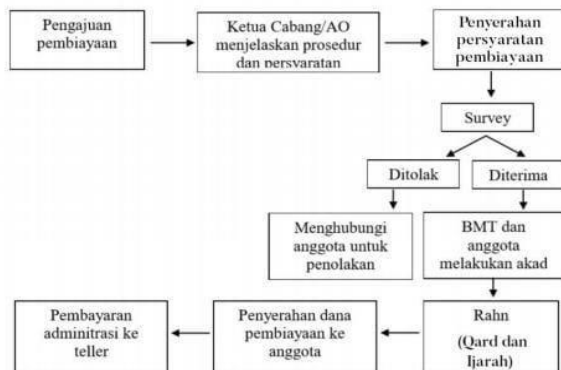 Pengajuan
pembiayaan
Ketua Cabang/AO
menjelaskan prosedur
dan persyaratan
Penyerahan
persyaratan
pembiayaan
Survey
Ditolak
Diterima
Menghubungi
anggota untuk
penolakan
BMT dan
anggota
melakukan akad
Rahn
(Qard dan
Ijarah)
Penyerahan dana
pembiayaan ke
anggota
Pembayaran
adminitrasi ke
teller